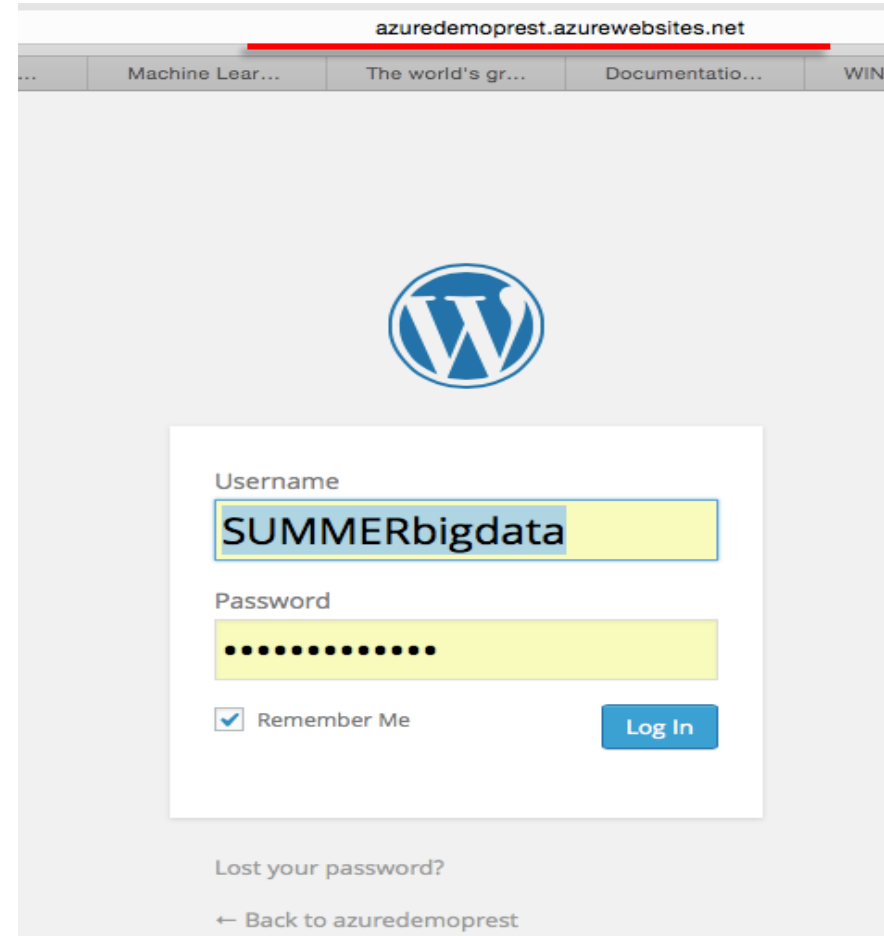 azuredemoprest.azurewebsites.net
... Machine Lear... The world's gr... Documentatio... WIN
Username
SUMMERbigdata
Password
•••••••••••••
Remember Me Log In
Lost your password?
← Back to azuredemoprest